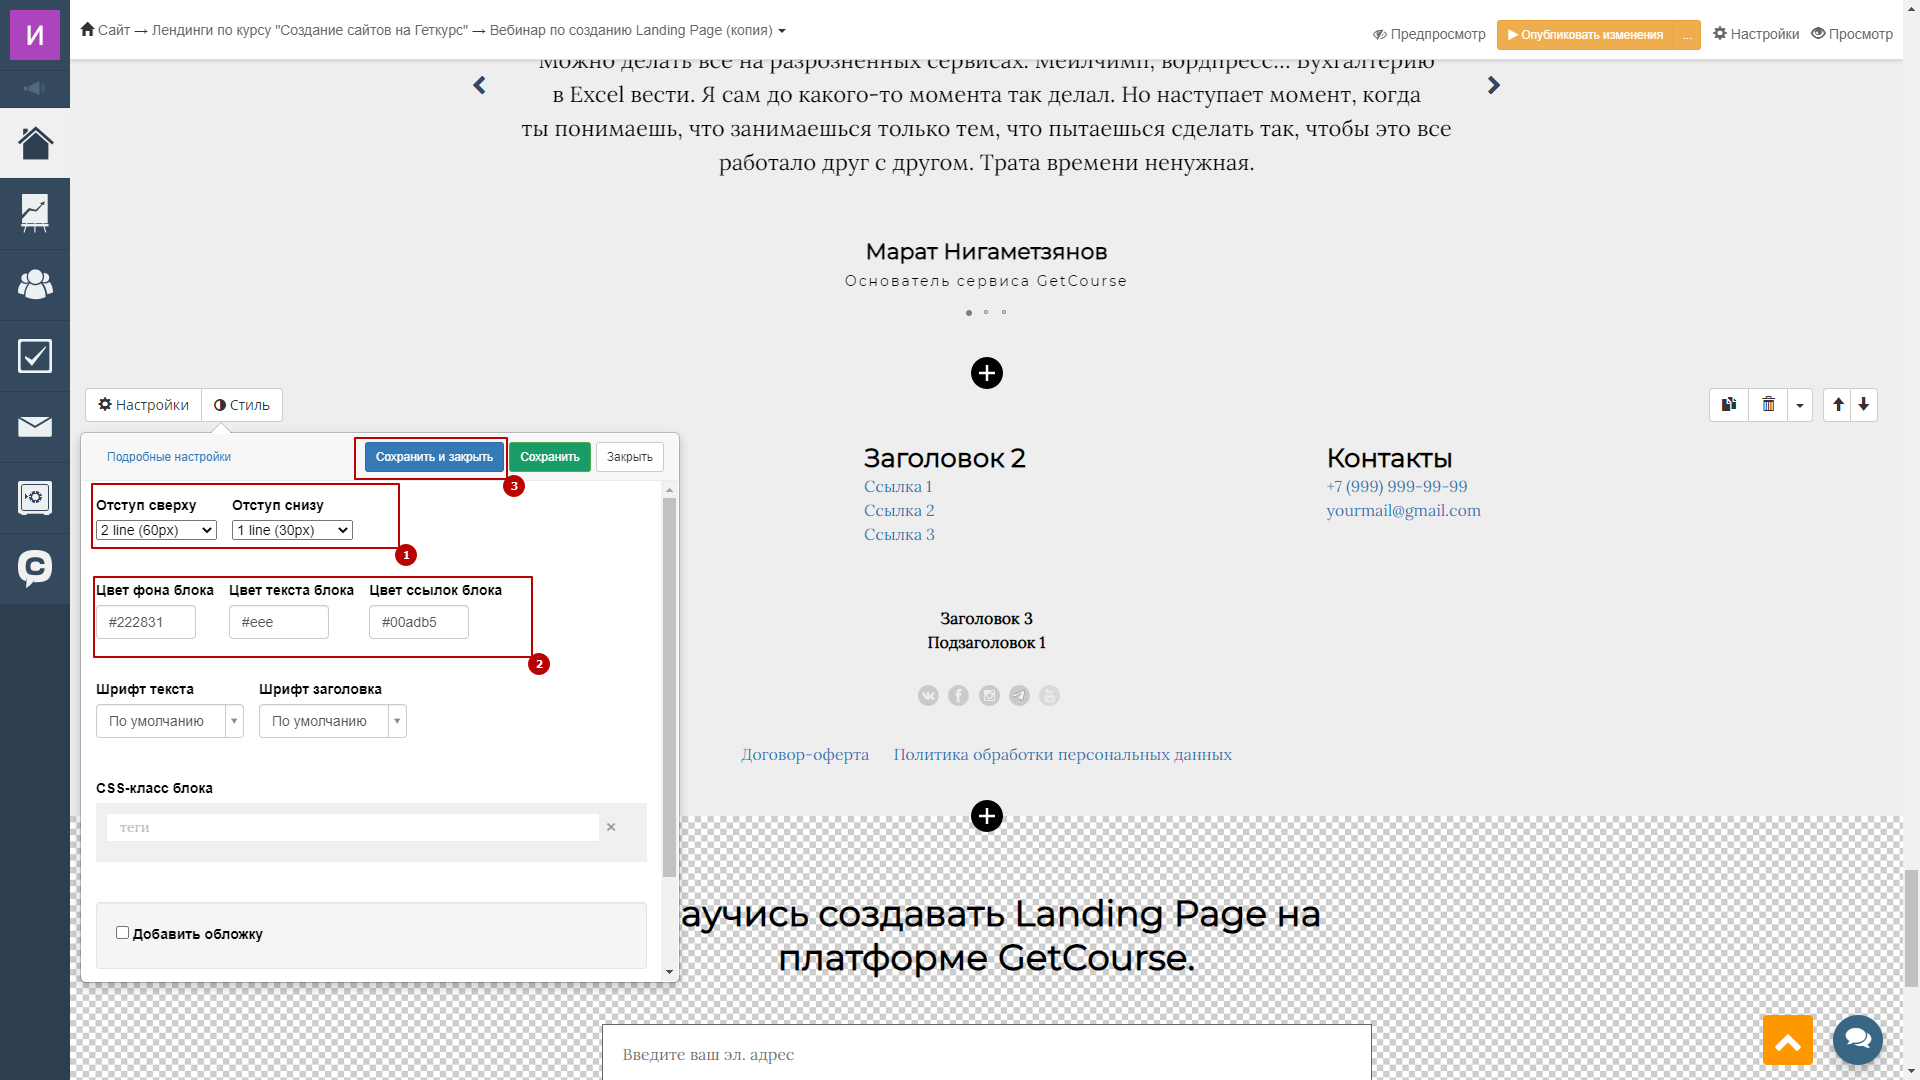 И
Сайт → Лендинги по курсу "Создание сайтов на Геткурс" → Вебинар по созданию Landing Page (копия)
Предпросмотр
Опубликовать изменения
...
Настройки
Просмотр
Можно делать все на разрозненных сервисах. Мейлчимп, вордпресс... Бухгалтерию
в Excel вести. Я сам до какого-то момента так делал. Но наступает момент, когда
ты понимаешь, что занимаешься только тем, что пытаешься сделать так, чтобы это все
работало друг с другом. Трата времени ненужная.
Марат Нигаметзянов
Основатель сервиса GetCourse
Настройки
Стиль
Подробные настройки
Сохранить и закрыть
Сохранить
Закрыть
3
Отступ сверху
Отступ снизу
2 line (60px)
1 line (30px)
1
Цвет фона блока
Цвет текста блока
Цвет ссылок блока
#222831
#eee
#00adb5
2
Шрифт текста
Шрифт заголовка
По умолчанию
По умолчанию
CSS-класс блока
теги
Добавить обложку
Заголовок 2
Ссылка 1
Ссылка 2
Ссылка 3
Контакты
+7 (999) 999-99-99
yourmail@gmail.com
Заголовок 3
Подзаголовок 1
Договор-оферта
Политика обработки персональных данных
аучись создавать Landing Page на
платформе GetCourse.
Введите ваш эл. адрес